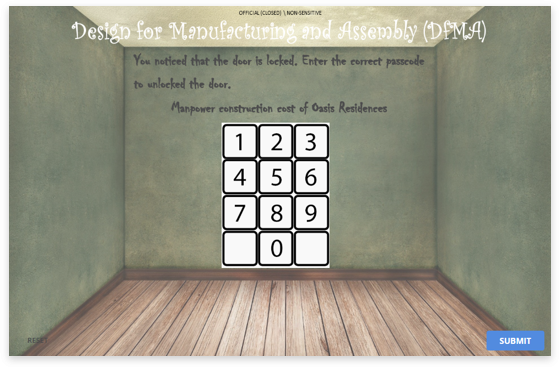 OFFICIAL (CLOSED) \ NON-SENSITIVE
Design for Manufacturing and Assembly (DfMA)
You noticed that the door is locked. Enter the correct passcode
to unlocked the door.
Manpower construction cost of Oasis Residences
1 2 3
4 5 6
7 8 9
0
RESET
SUBMIT